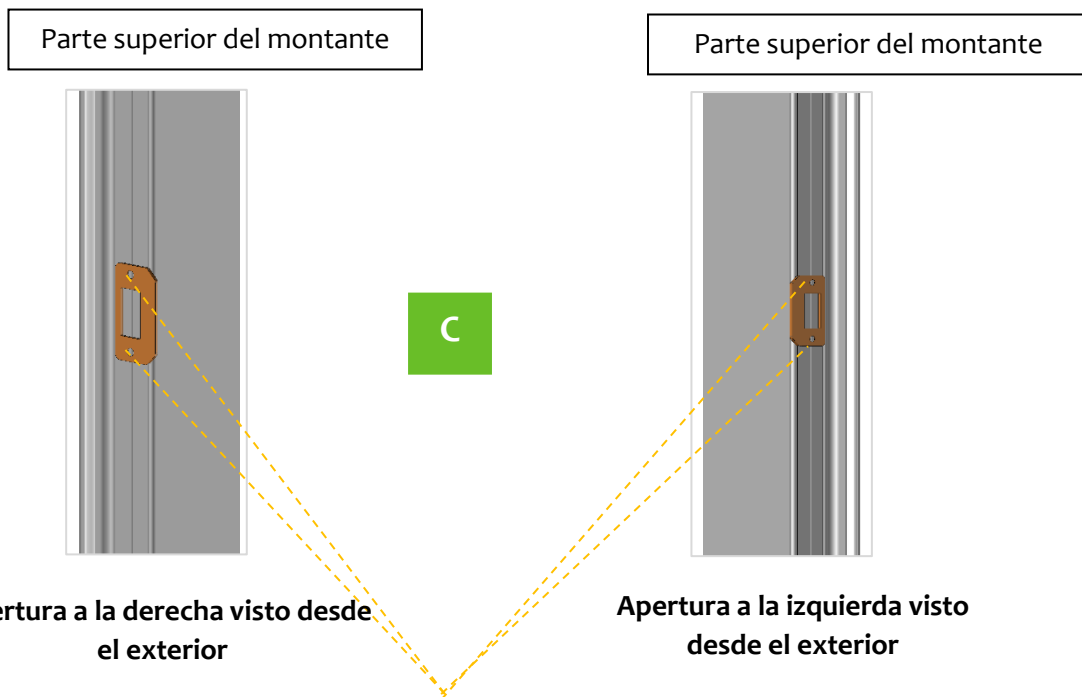 Parte superior del montante
Parte superior del montante
C
ertura a la derecha visto desde
el exterior
Apertura a la izquierda visto
desde el exterior